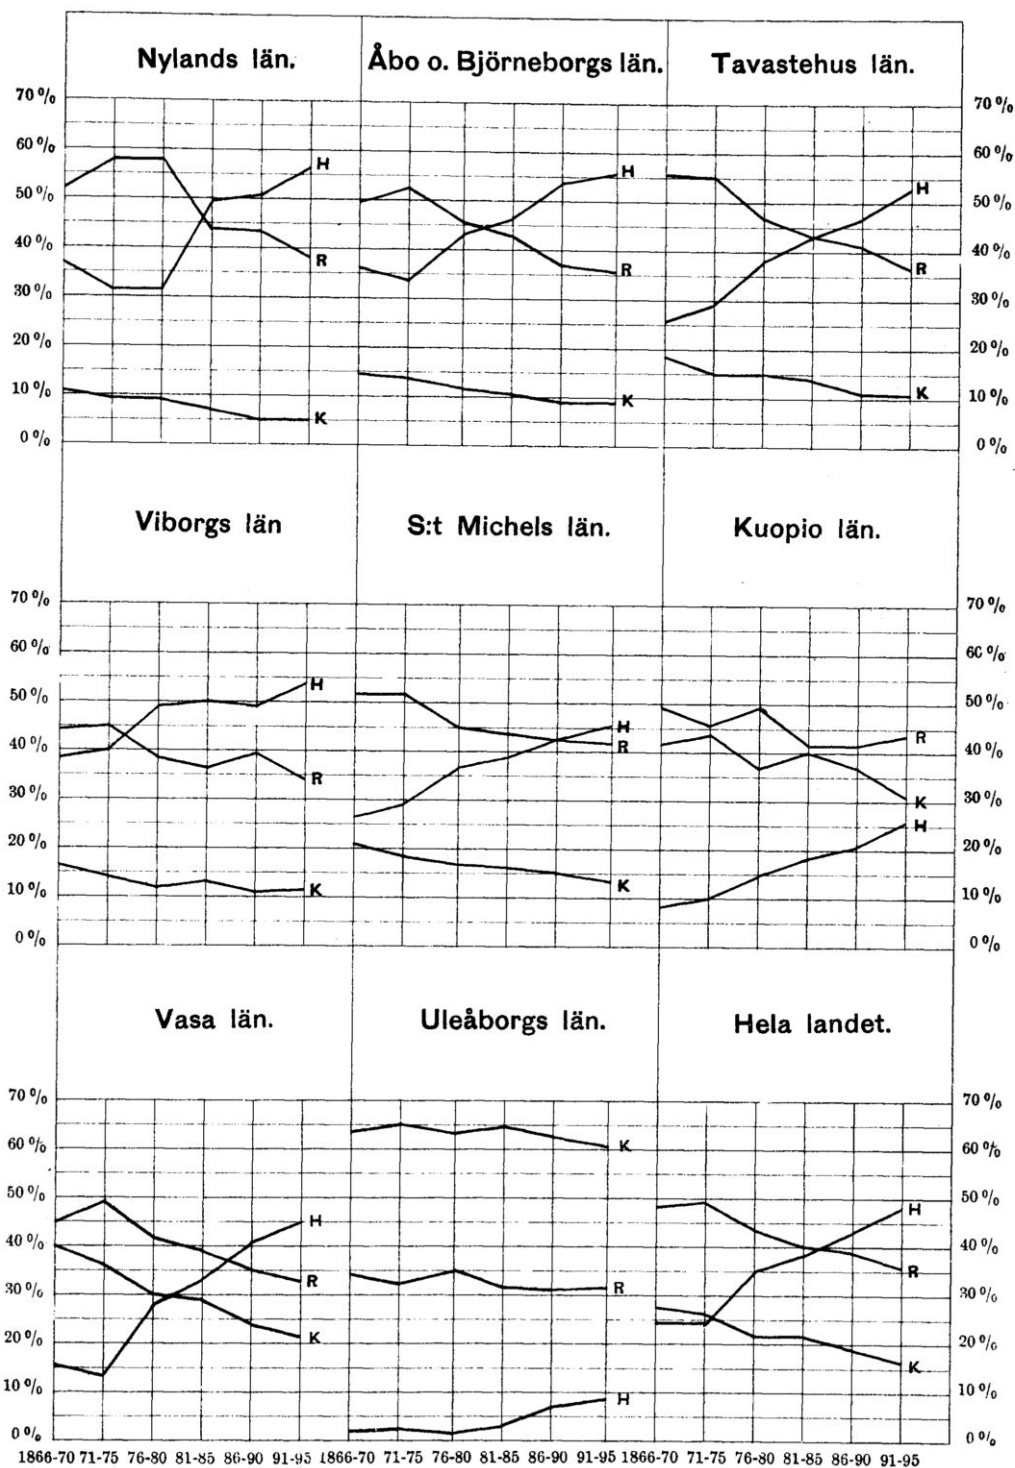 Nylands län. Åbo o. Björneborgs län. Tavastehus län.
70 % 70 %
60 % 60 %
50 % 50 %
40 % 40 %
30 % 30 %
20 % 20 %
10 % 10 %
0 % 0 %
H H H
R R R
K K K
Viborgs län S:t Michels län. Kuopio län.
70 % 70 %
60 % 60 %
50 % 50 %
40 % 40 %
30 % 30 %
20 % 20 %
10 % 10 %
0 % 0 %
H H R
R R K
K K H
Vasa län. Uleåborgs län. Hela landet.
70 % 70 %
60 % 60 %
50 % 50 %
40 % 40 %
30 % 30 %
20 % 20 %
10 % 10 %
0 % 0 %
H K H
R R R
K H K
1866-70 71-75 76-80 81-85 86-90 91-95 1866-70 71-75 76-80 81-85 86-90 91-95 1866-70 71-75 76-80 81-85 86-90 91-95